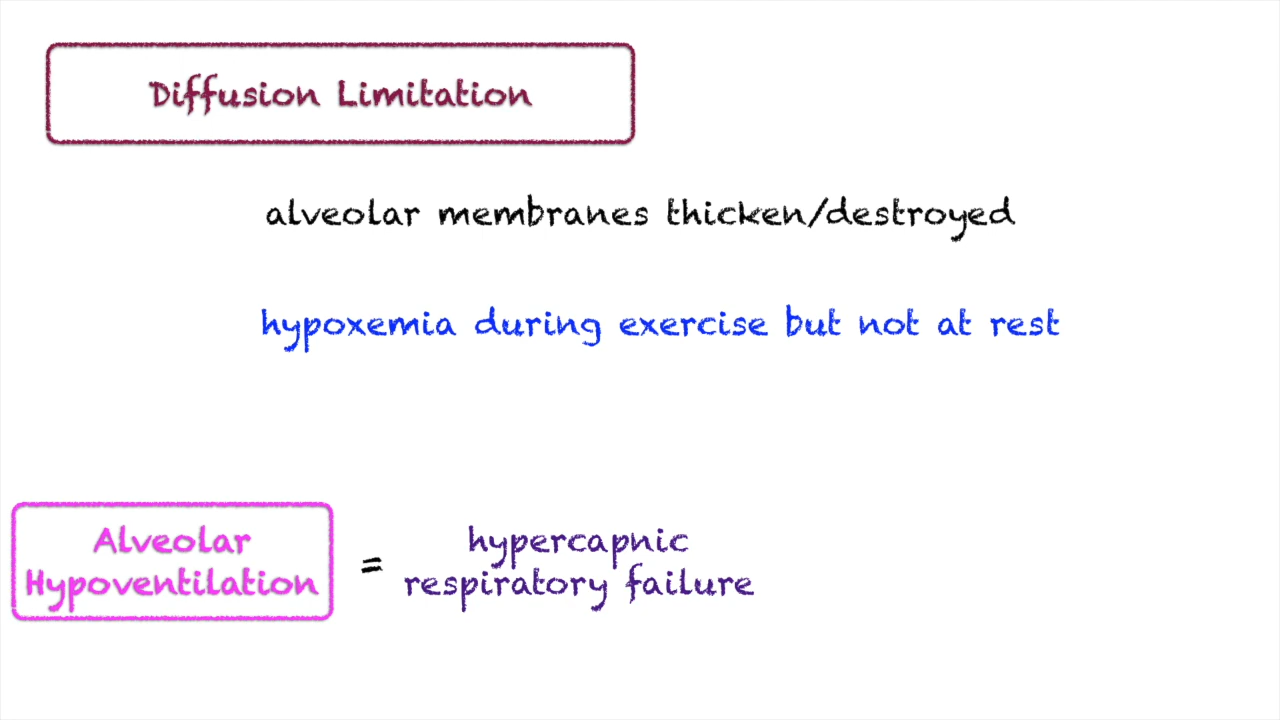 Diffusion Limitation
alveolar membranes thicken/destroyed
hypoxemia during exercise but not at rest
Alveolar
Hypoventilation
=
hypercapnic
respiratory failure